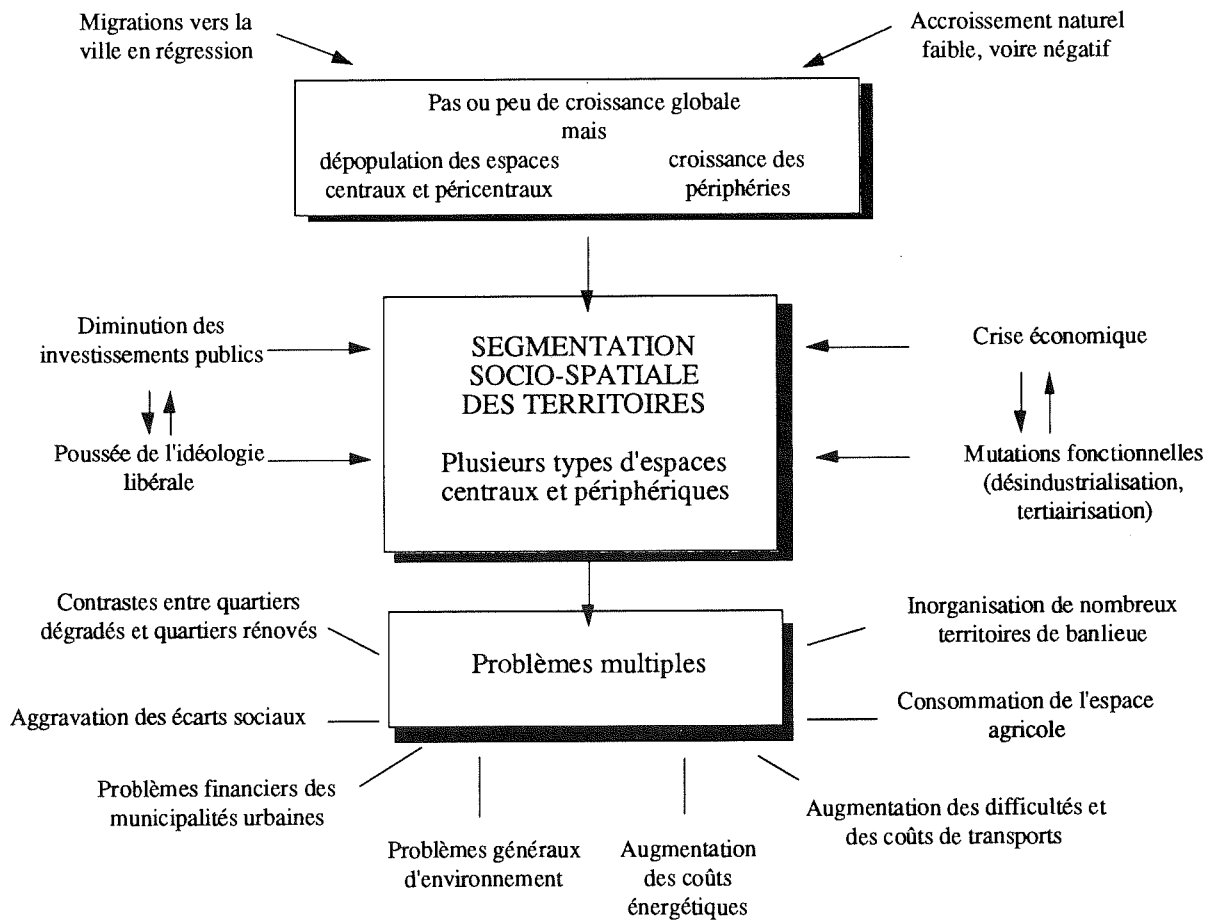 Migrations vers la
ville en régression
Accroissement naturel
faible, voire négatif
Pas ou peu de croissance globale
mais
dépopulation des espaces
centraux et péricentraux
croissance des
périphéries
Diminution des
investissements publics
Poussée de l'idéologie
libérale
SEGMENTATION
SOCIO-SPATIALE
DES TERRITOIRES
Plusieurs types d'espaces
centraux et périphériques
Crise économique
Mutations fonctionnelles
(désindustrialisation,
tertiairisation)
Contrastes entre quartiers
dégradés et quartiers rénovés
Aggravation des écarts sociaux
Problèmes financiers des
municipalités urbaines
Problèmes multiples
Problèmes généraux
d'environnement
Augmentation
des coûts
énergétiques
Inorganisation de nombreux
territoires de banlieue
Consommation de l'espace
agricole
Augmentation des difficultés et
des coûts de transports